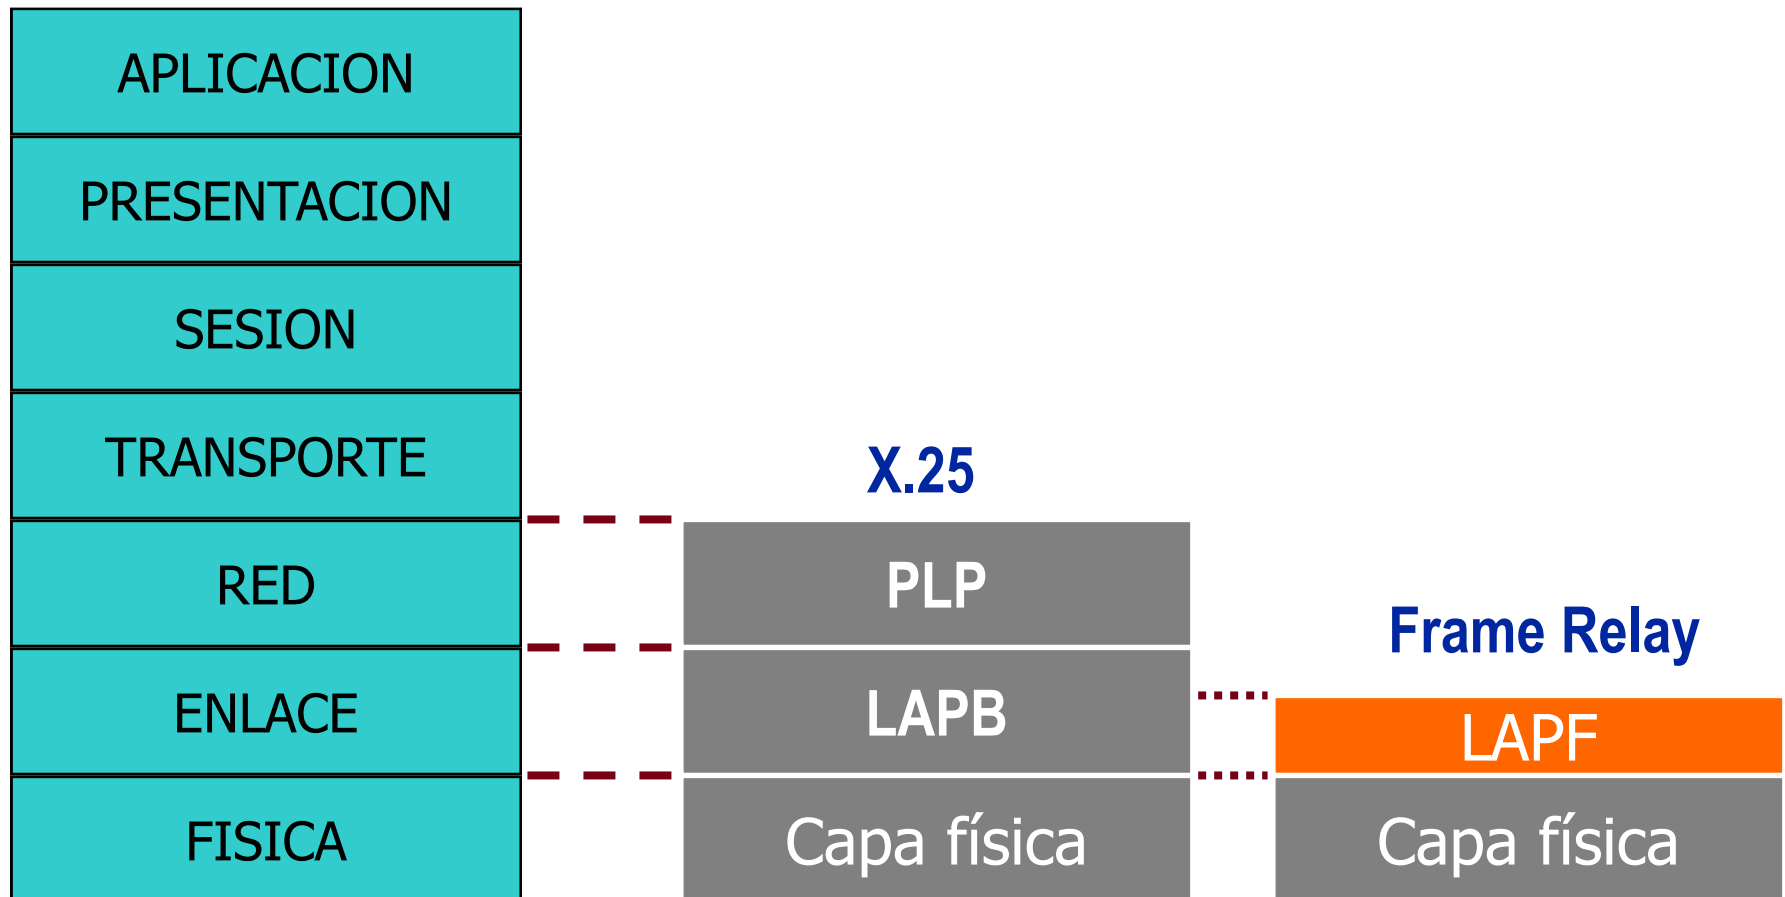 APLICACION
PRESENTACION
SESION
TRANSPORTE
RED
ENLACE
FISICA
X.25
PLP
LAPB
Capa física
Frame Relay
LAPF
Capa física